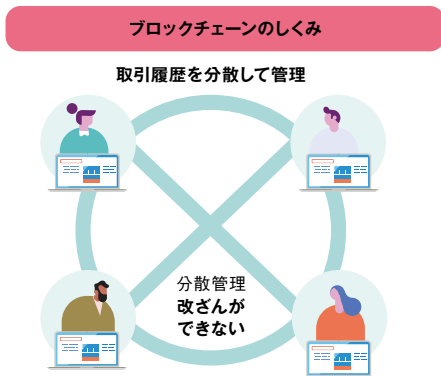 ブロックチェーンのしくみ
取引履歴を分散して管理
分散管理
改ざんが
できない